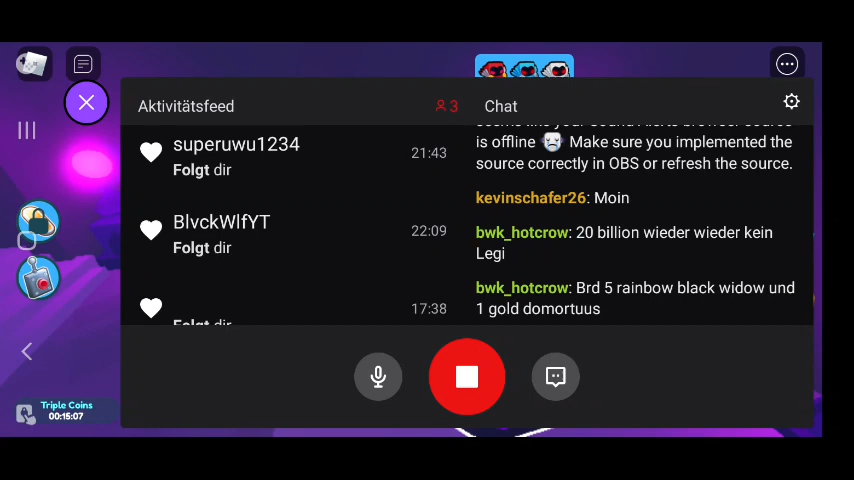 Aktivitätsfeed
3
superuwu1234
Folgt dir
21:43
BlvckWlfYT
Folgt dir
22:09
Folgt dir
17:38
Chat
is offline 😿 Make sure you implemented the
source correctly in OBS or refresh the source.
kevinschafer26: Moin
bwk_hotcrow: 20 billion wieder wieder kein
Legi
bwk_hotcrow: Brd 5 rainbow black widow und
1 gold domortuus
Triple Coins
00:15:07